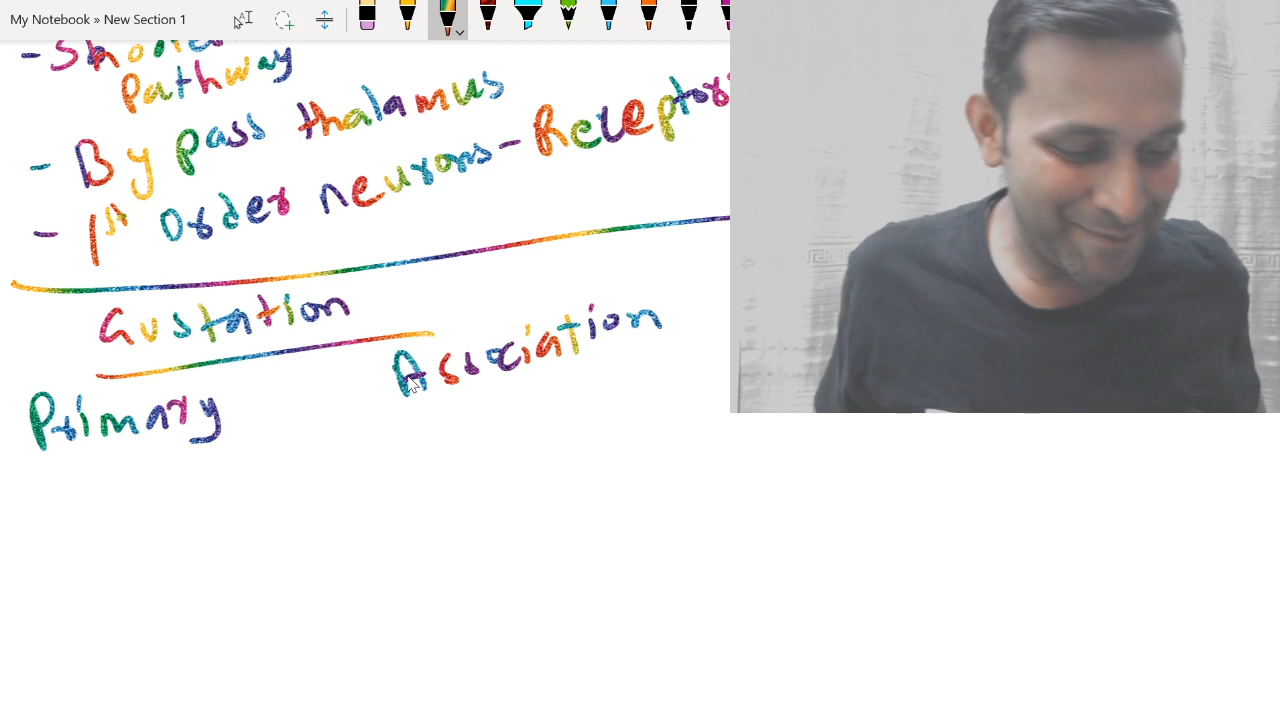 My Notebook » New Section 1
Pathway
- By pass thalamus
- 1st Order neurons - Receptors
Gustation
Primary
Association